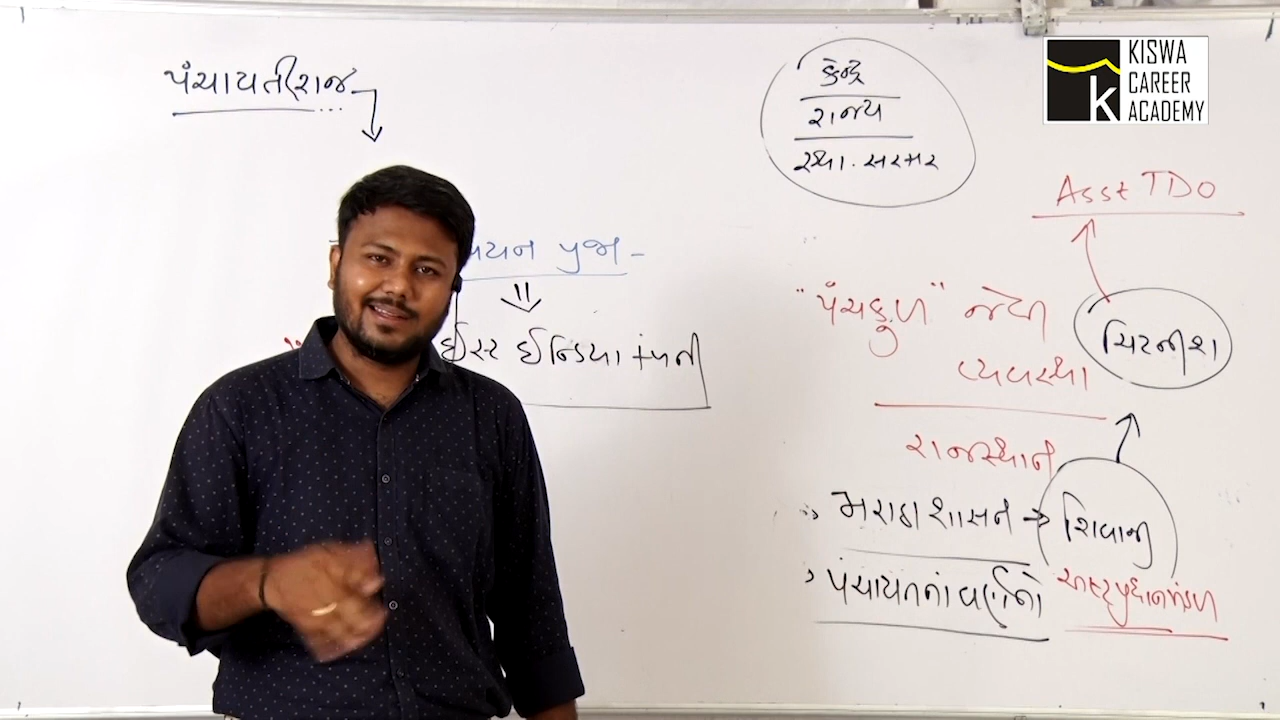 પંચાયતીરાજ
કેન્દ્ર
રાજ્ય
સ્થા. સરકાર
KISWA
CAREER
ACADEMY
k
Asst TDO
યન પ્રજા -
ઈસ્ટ ઈન્ડિયા કંપની
"પંચકુળ" જેવી
વ્યવસ્થા
ચિટનીશ
રાજસ્થાન
મરાઠા શાસન → શિવાજી
પંચાયતનાં વર્ણનો અષ્ટપ્રધાનમંડળ